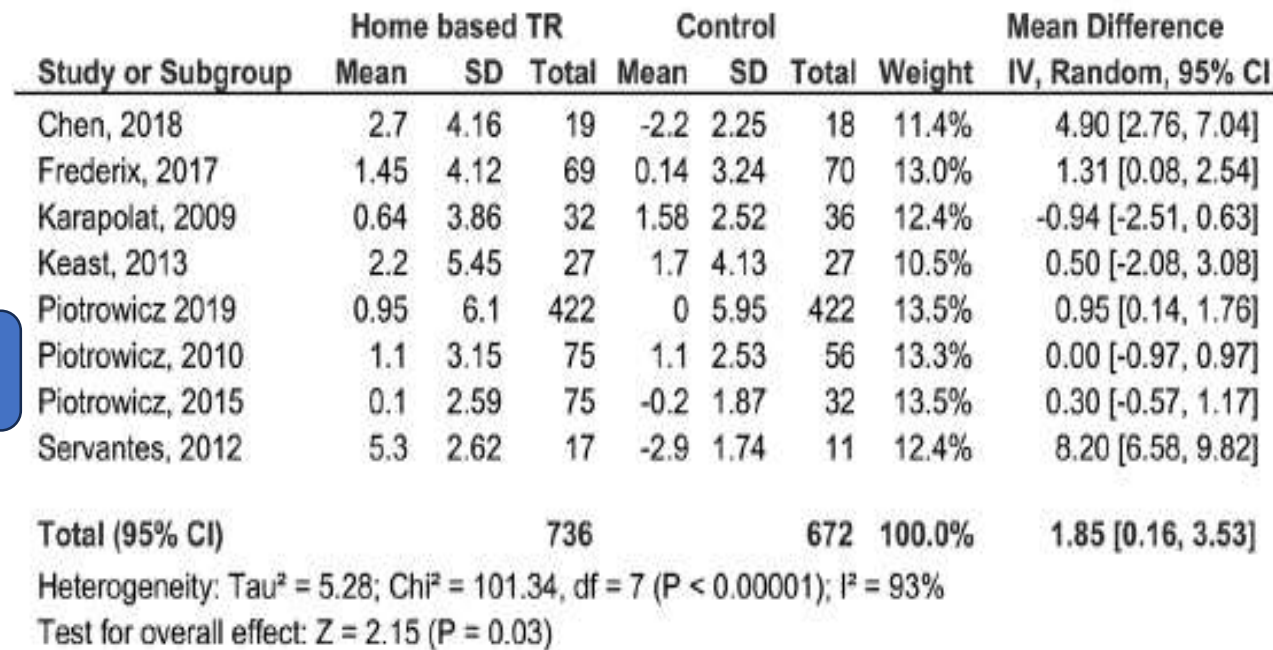 Home based TR Control Mean Difference
Study or Subgroup Mean SD Total Mean SD Total Weight IV, Random, 95% CI
Chen, 2018 2.7 4.16 19 -2.2 2.25 18 11.4% 4.90 [2.76, 7.04]
Frederix, 2017 1.45 4.12 69 0.14 3.24 70 13.0% 1.31 [0.08, 2.54]
Karapolat, 2009 0.64 3.86 32 1.58 2.52 36 12.4% -0.94 [-2.51, 0.63]
Keast, 2013 2.2 5.45 27 1.7 4.13 27 10.5% 0.50 [-2.08, 3.08]
Piotrowicz 2019 0.95 6.1 422 0 5.95 422 13.5% 0.95 [0.14, 1.76]
Piotrowicz, 2010 1.1 3.15 75 1.1 2.53 56 13.3% 0.00 [-0.97, 0.97]
Piotrowicz, 2015 0.1 2.59 75 -0.2 1.87 32 13.5% 0.30 [-0.57, 1.17]
Servantes, 2012 5.3 2.62 17 -2.9 1.74 11 12.4% 8.20 [6.58, 9.82]
Total (95% CI) 736 672 100.0% 1.85 [0.16, 3.53]
Heterogeneity: Tau² = 5.28; Chi² = 101.34, df = 7 (P < 0.00001); I² = 93%
Test for overall effect: Z = 2.15 (P = 0.03)